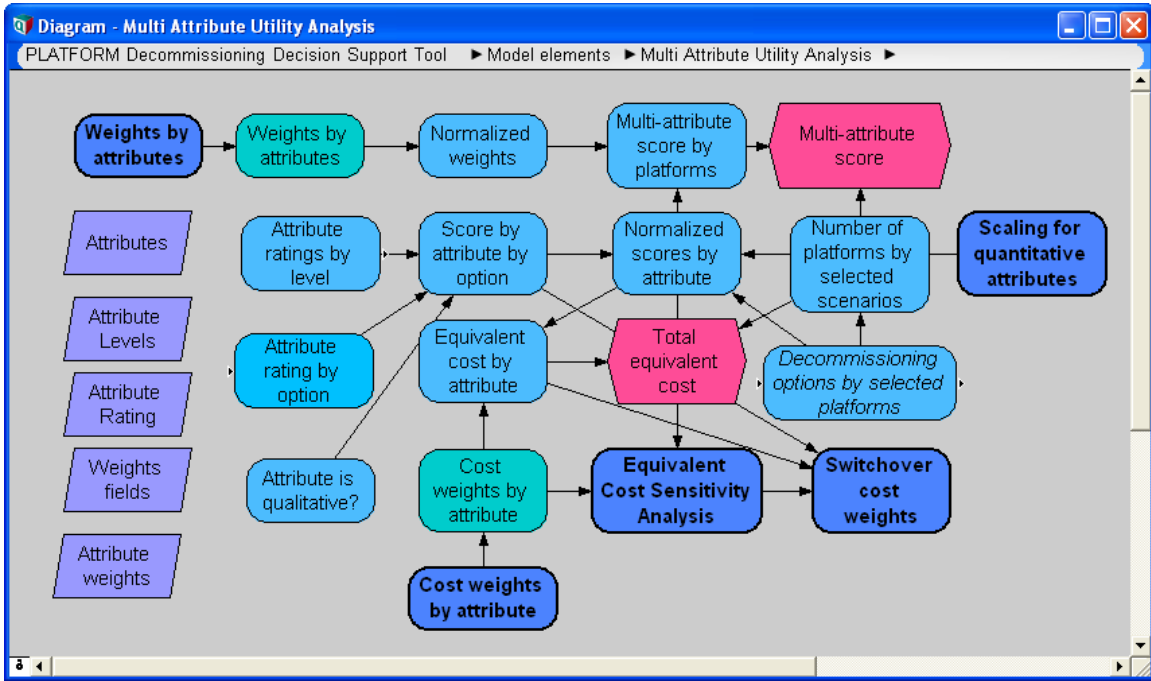 Diagram - Multi Attribute Utility Analysis
PLATFORM Decommissioning Decision Support Tool ▶ Model elements ▶ Multi Attribute Utility Analysis ▶
Weights by
attributes
Weights by
attributes
Normalized
weights
Multi-attribute
score by
platforms
Multi-attribute
score
Attributes
Attribute
ratings by
level
Score by
attribute by
option
Normalized
scores by
attribute
Number of
platforms by
selected
scenarios
Scaling for
quantitative
attributes
Attribute
Levels
Attribute
rating by
option
Equivalent
cost by
attribute
Total
equivalent
cost
Decommissioning
options by selected
platforms
Attribute
Rating
Weights
fields
Attribute is
qualitative?
Cost
weights by
attribute
Equivalent
Cost Sensitivity
Analysis
Switchover
cost
weights
Attribute
weights
Cost weights
by attribute